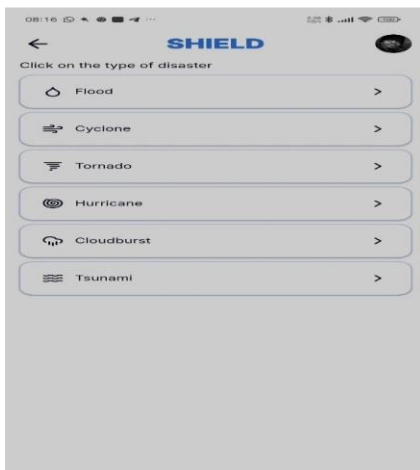 08:16
SHIELD
Click on the type of disaster
Flood
Cyclone
Tornado
Hurricane
Cloudburst
Tsunami